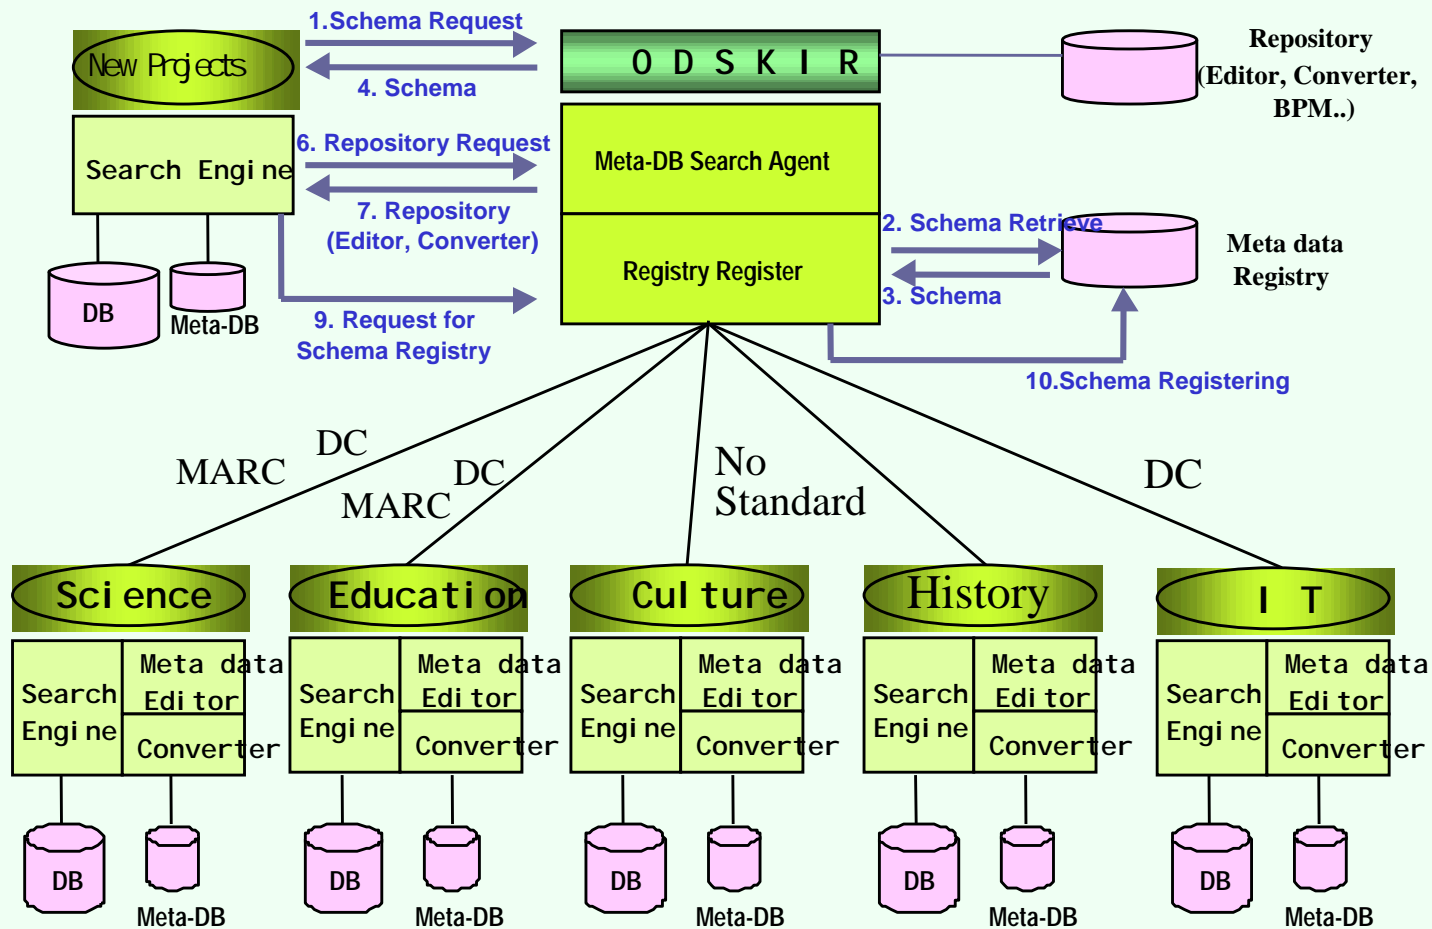 1.Schema Request
New Projects
4. Schema
O D S K I R
Repository
(Editor, Converter,
BPM..)
6. Repository Request
Search Engine
7. Repository
(Editor, Converter)
Meta-DB Search Agent
2. Schema Retrieve
Registry Register
3. Schema
Meta data
Registry
DB
Meta-DB
9. Request for
Schema Registry
10.Schema Registering
DC
MARC
DC
MARC
No
Standard
DC
Science
Education
Culture
History
I T
Search
Engine
Meta data
Editor
Converter
Search
Engine
Meta data
Editor
Converter
Search
Engine
Meta data
Editor
Converter
Search
Engine
Meta data
Editor
Converter
Search
Engine
Meta data
Editor
Converter
DB
Meta-DB
DB
Meta-DB
DB
Meta-DB
DB
Meta-DB
DB
Meta-DB